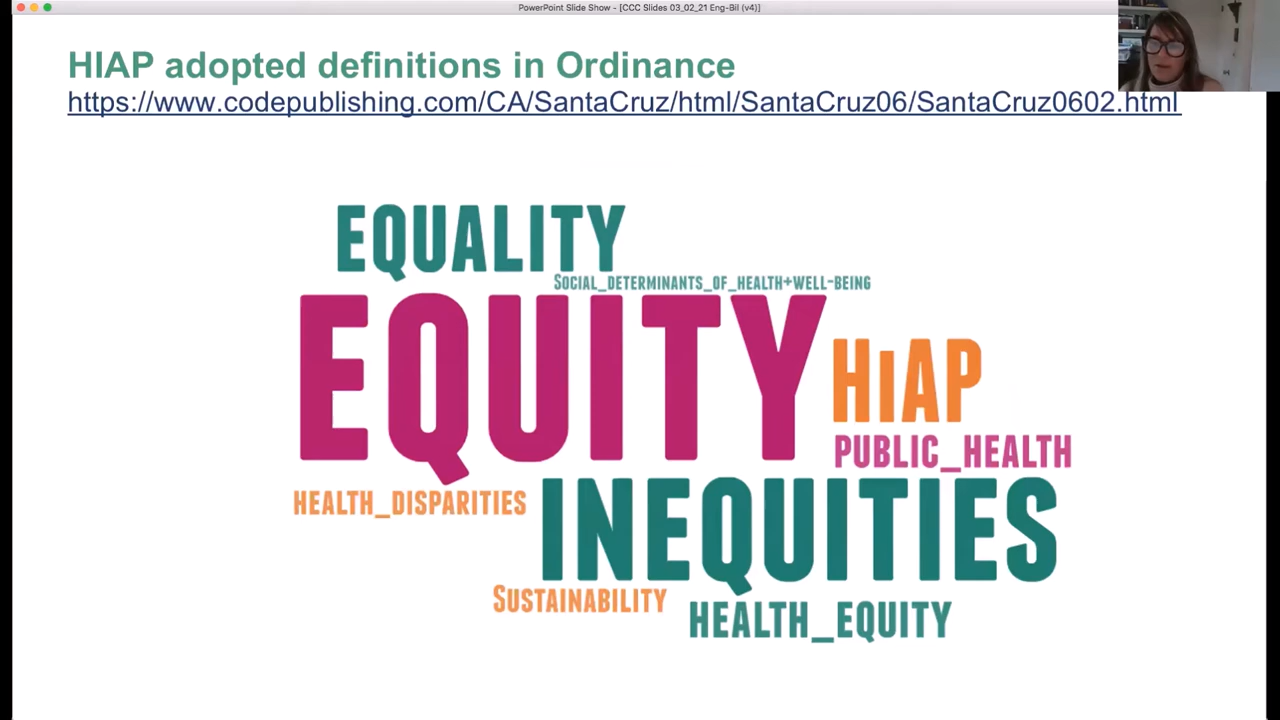 PowerPoint Slide Show - [CCC Slides 03_02_21 Eng-Bil (v4)]
HIAP adopted definitions in Ordinance
https://www.codepublishing.com/CA/SantaCruz/html/SantaCruz06/SantaCruz0602.html
EQUALITY
SOCIAL_DETERMINANTS_OF_HEALTH+WELL-BEING
EQUITY
HiAP
PUBLIC_HEALTH
HEALTH_DISPARITIES
INEQUITIES
SUSTAINABILITY
HEALTH_EQUITY